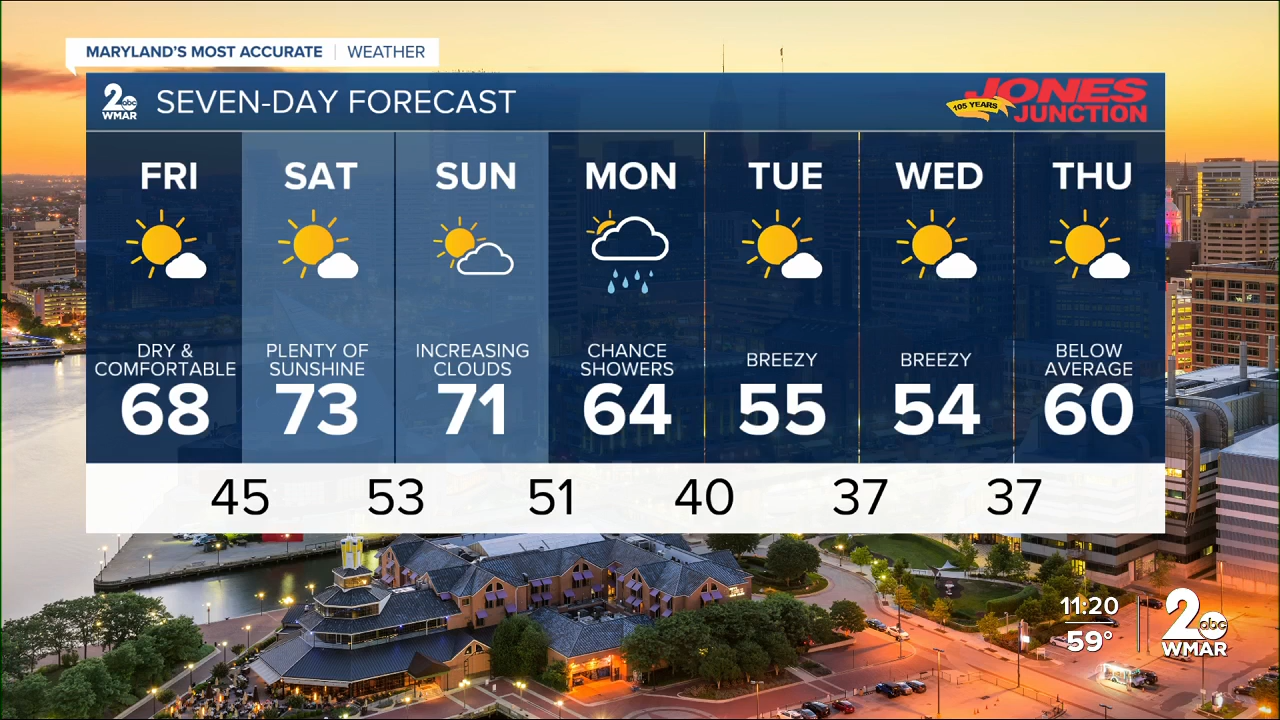 MARYLAND'S MOST ACCURATE | WEATHER
2 abc WMAR
SEVEN-DAY FORECAST
105 YEARS
JONES
JUNCTION
FRI SAT SUN MON TUE WED THU
DRY & COMFORTABLE
PLENTY OF SUNSHINE
INCREASING CLOUDS
CHANCE SHOWERS
BREEZY
BREEZY
BELOW AVERAGE
68 73 71 64 55 54 60
45 53 51 40 37 37
11:20
59°
2 abc
WMAR